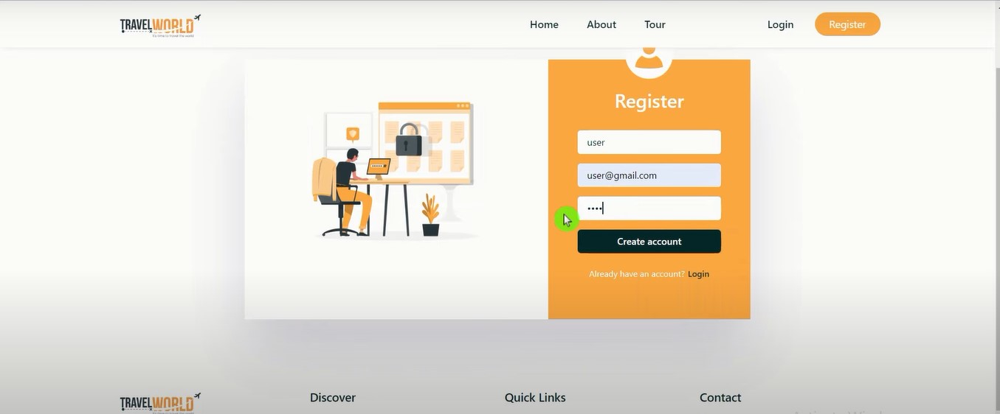 TRAVELWORLD
It's time to travel the world
Home
About
Tour
Login
Register
Register
user
user@gmail.com
••••
Create account
Already have an account? Login
TRAVELWORLD
Discover
Quick Links
Contact